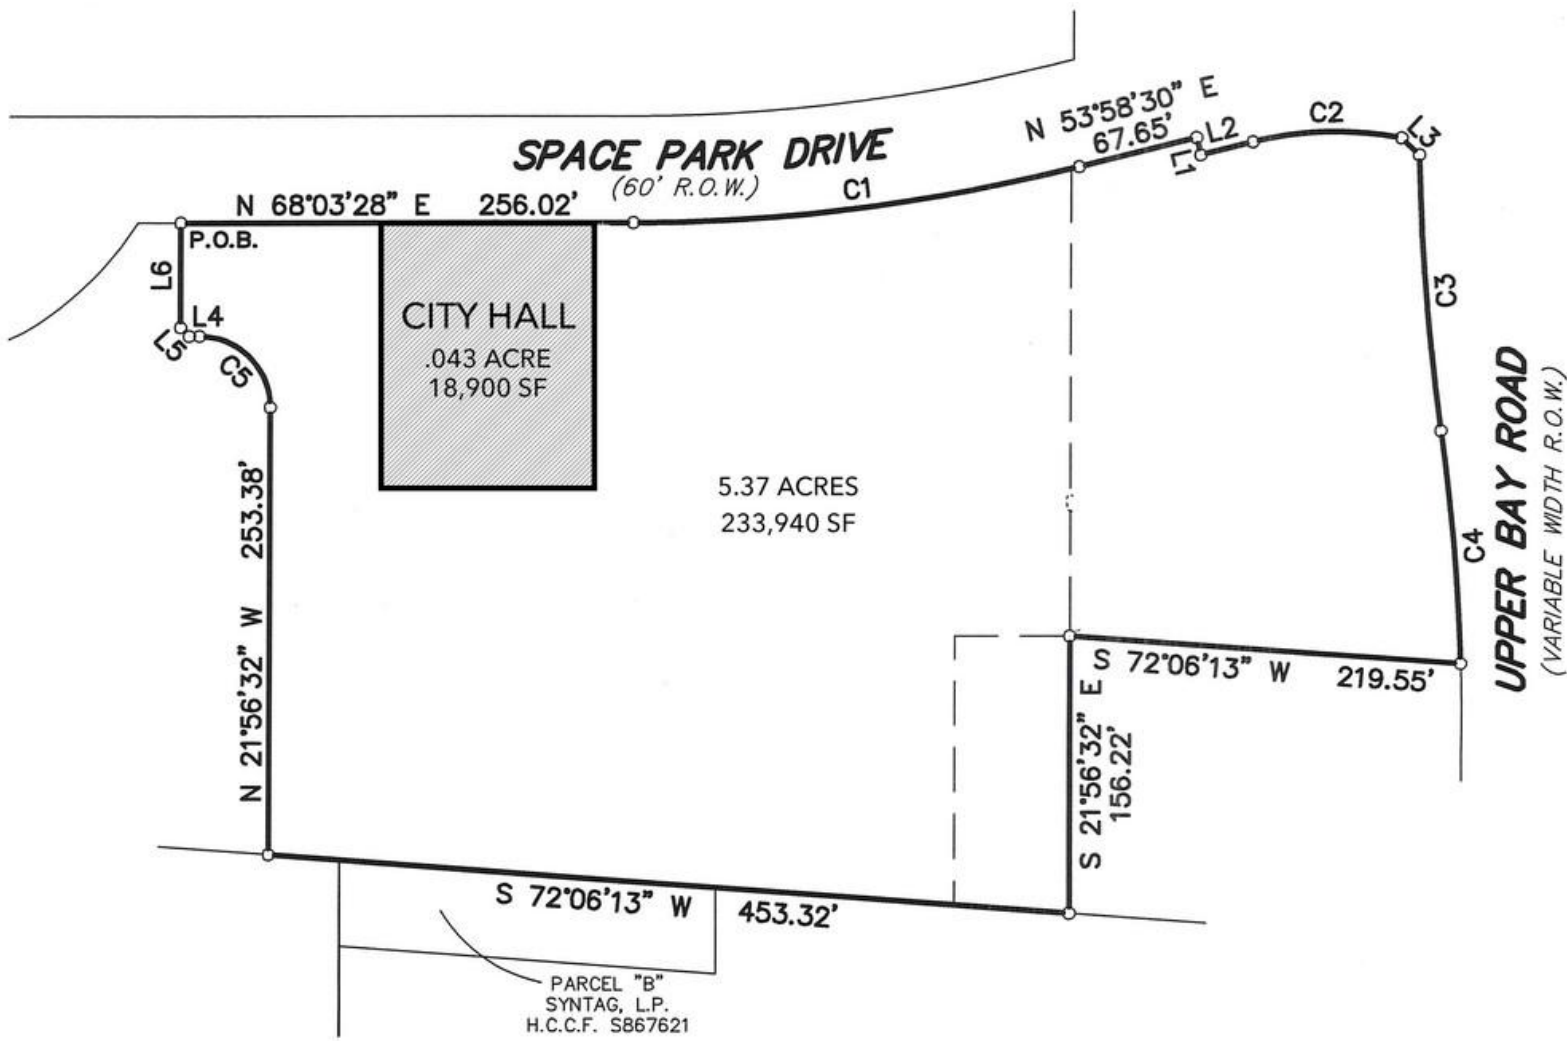 SPACE PARK DRIVE
(60' R.O.W.)
N 53°58'30" E
67.65'
L1
L2
C2
L3
C1
N 68°03'28" E 256.02'
P.O.B.
L6
L4
L5
C5
CITY HALL
.043 ACRE
18,900 SF
C3
N 21°56'32" W 253.38'
5.37 ACRES
233,940 SF
C4
UPPER BAY ROAD
(VARIABLE WIDTH R.O.W.)
S 72°06'13" W 219.55'
S 21°56'32" E
156.22'
S 72°06'13" W 453.32'
PARCEL "B"
SYNTAG, L.P.
H.C.C.F. S867621